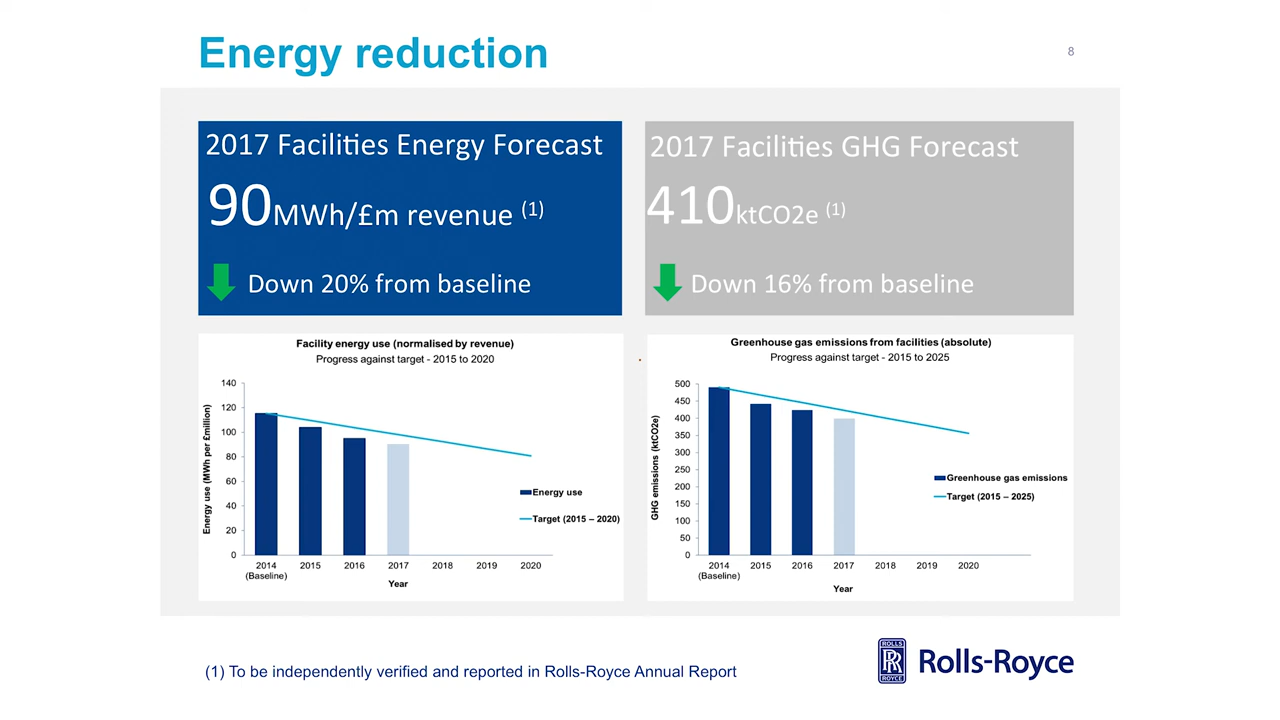 Energy reduction
8
2017 Facilities Energy Forecast
90MWh/£m revenue (1)
Down 20% from baseline
2017 Facilities GHG Forecast
410ktCO2e (1)
Down 16% from baseline
Facility energy use (normalised by revenue)
Progress against target - 2015 to 2020
Energy use (MWh per £million)
140
120
100
80
60
40
20
0
2014 2015 2016 2017 2018 2019 2020
(Baseline)
Year
Energy use
Target (2015 – 2020)
Greenhouse gas emissions from facilities (absolute)
Progress against target - 2015 to 2025
GHG emissions (ktCO2e)
500
450
400
350
300
250
200
150
100
50
0
2014 2015 2016 2017 2018 2019 2020
(Baseline)
Year
Greenhouse gas emissions
Target (2015 – 2025)
(1) To be independently verified and reported in Rolls-Royce Annual Report
ROLLS
RR
ROYCE
Rolls-Royce